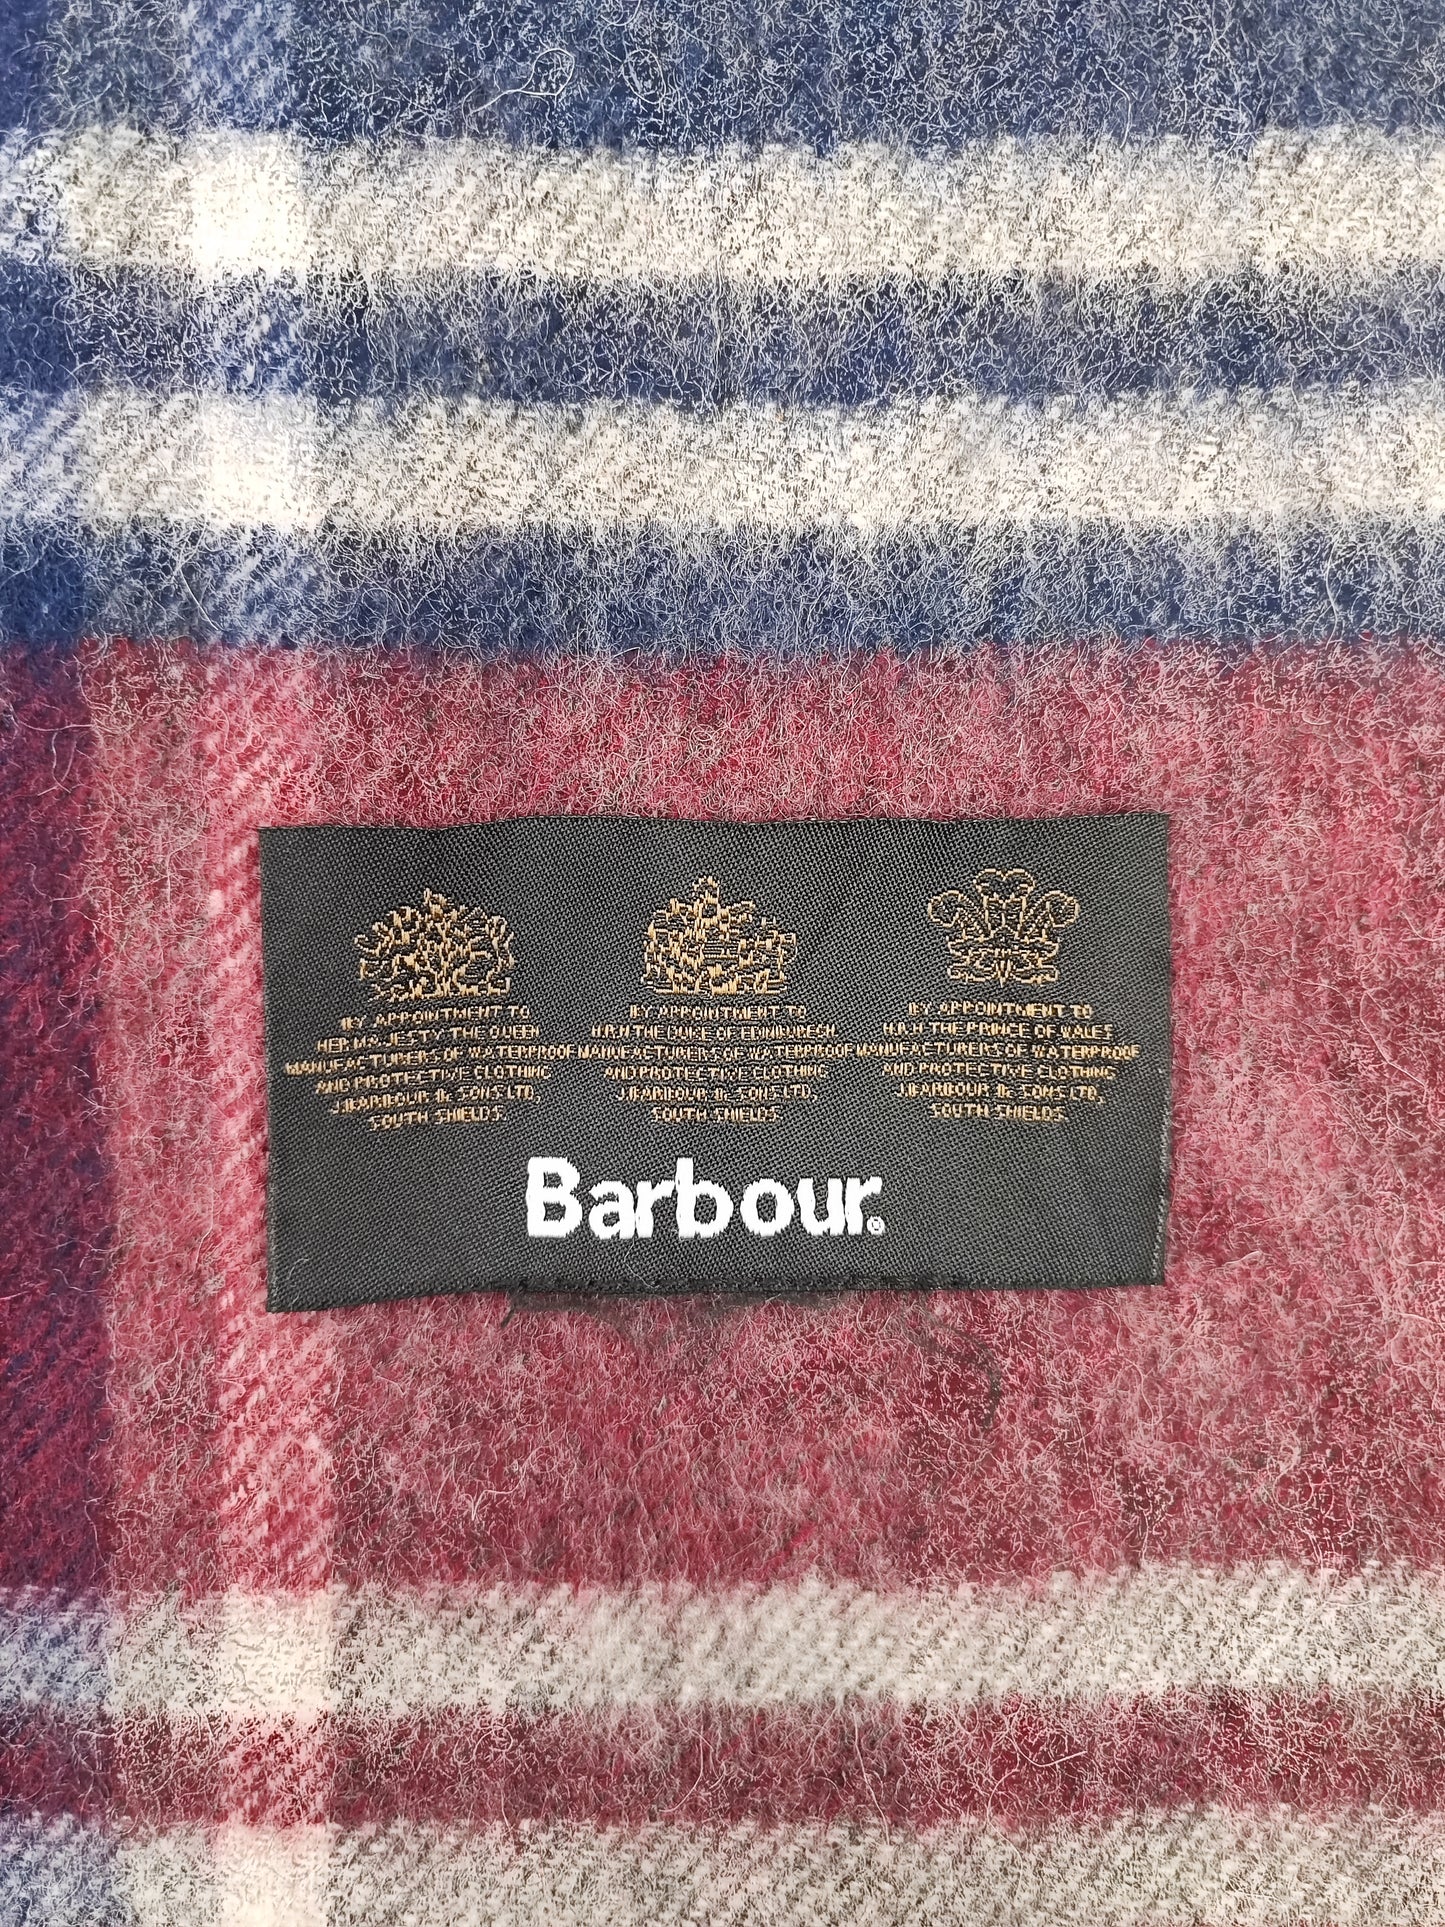 BY APPOINTMENT TO
HER MAJESTY THE QUEEN
MANUFACTURERS OF WATERPROOF
AND PROTECTIVE CLOTHING
J.BARBOUR & SONS LTD,
SOUTH SHIELDS
BY APPOINTMENT TO
H.R.H THE DUKE OF EDINBURGH
MANUFACTURERS OF WATERPROOF
AND PROTECTIVE CLOTHING
J.BARBOUR & SONS LTD,
SOUTH SHIELDS
BY APPOINTMENT TO
H.R.H THE PRINCE OF WALES
MANUFACTURERS OF WATERPROOF
AND PROTECTIVE CLOTHING
J.BARBOUR & SONS LTD,
SOUTH SHIELDS
Barbour®